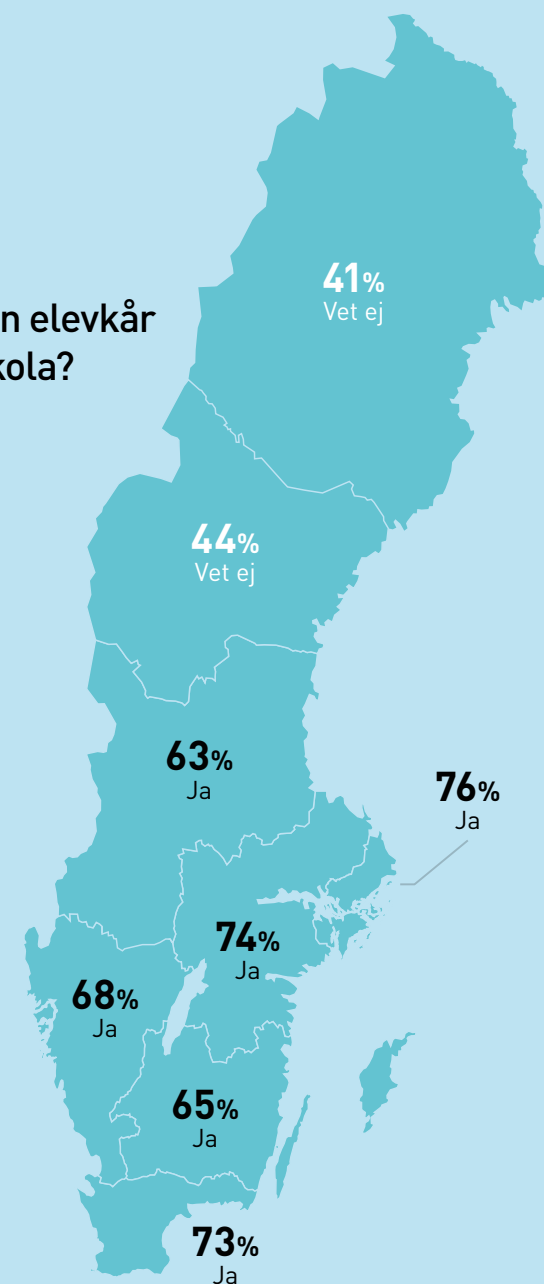 41%
Vet ej
n elevkår
kola?
44%
Vet ej
63%
Ja
76%
Ja
74%
Ja
68%
Ja
65%
Ja
73%
Ja